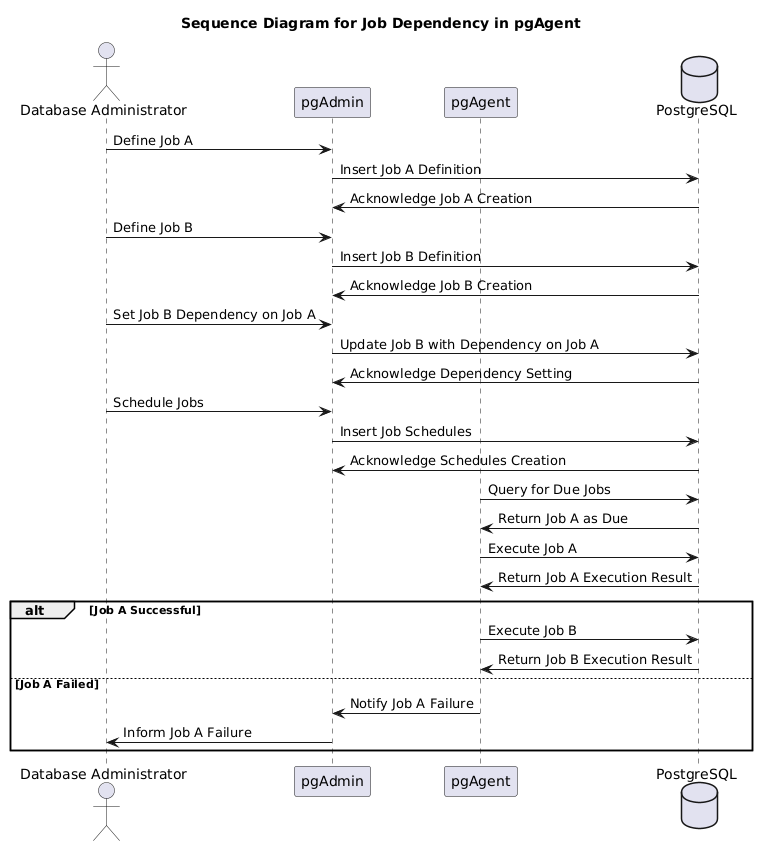 Sequence Diagram for Job Dependency in pgAgent
Database Administrator
pgAdmin
pgAgent
PostgreSQL
Define Job A
Insert Job A Definition
Acknowledge Job A Creation
Define Job B
Insert Job B Definition
Acknowledge Job B Creation
Set Job B Dependency on Job A
Update Job B with Dependency on Job A
Acknowledge Dependency Setting
Schedule Jobs
Insert Job Schedules
Acknowledge Schedules Creation
Query for Due Jobs
Return Job A as Due
Execute Job A
Return Job A Execution Result
alt [Job A Successful]
Execute Job B
Return Job B Execution Result
[Job A Failed]
Notify Job A Failure
Inform Job A Failure
Database Administrator
pgAdmin
pgAgent
PostgreSQL